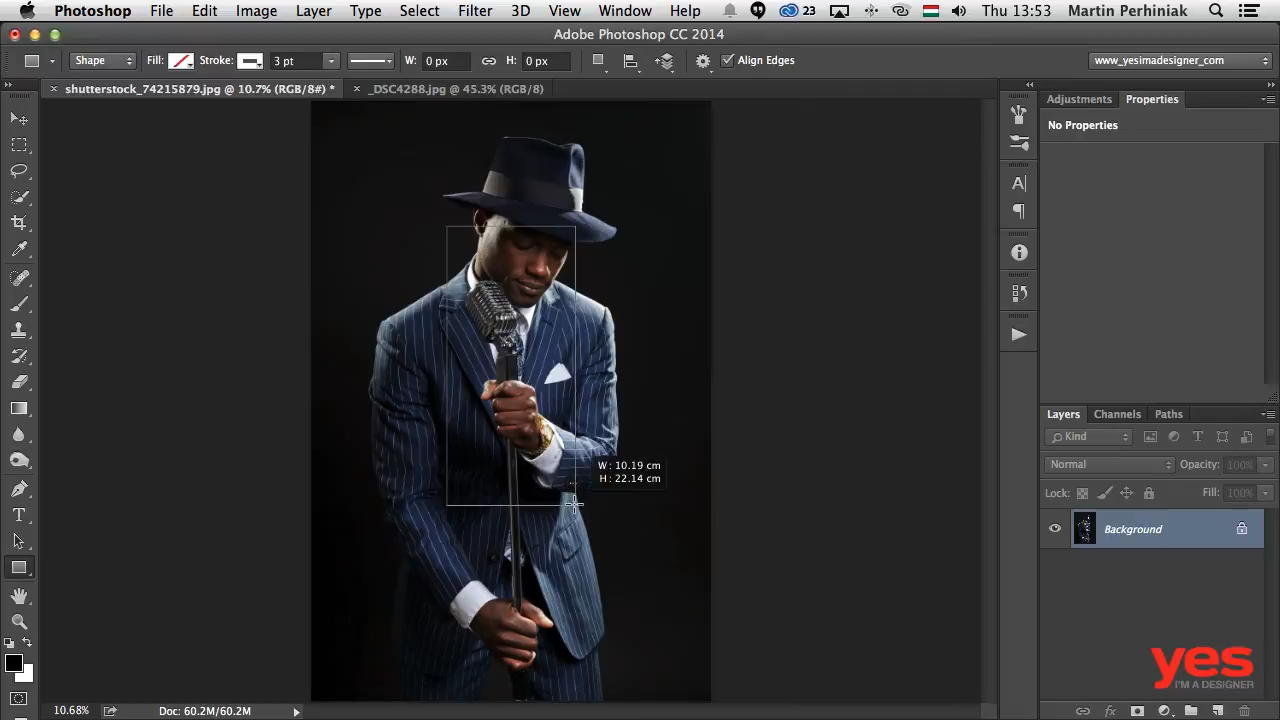 Photoshop File Edit Image Layer Type Select Filter 3D View Window Help 23 Thu 13:53 Martin Perhiniak
Adobe Photoshop CC 2014
Shape Fill: Stroke: 3 pt W: 0 px H: 0 px Align Edges www_yesimadesigner_com
shutterstock_74215879.jpg @ 10.7% (RGB/8#) * _DSC4288.jpg @ 45.3% (RGB/8)
Adjustments Properties
No Properties
W: 10.19 cm
H: 22.14 cm
Layers Channels Paths
Kind
Normal Opacity: 100%
Lock: Fill: 100%
Background
yes
I'M A DESIGNER
10.68% Doc: 60.2M/60.2M